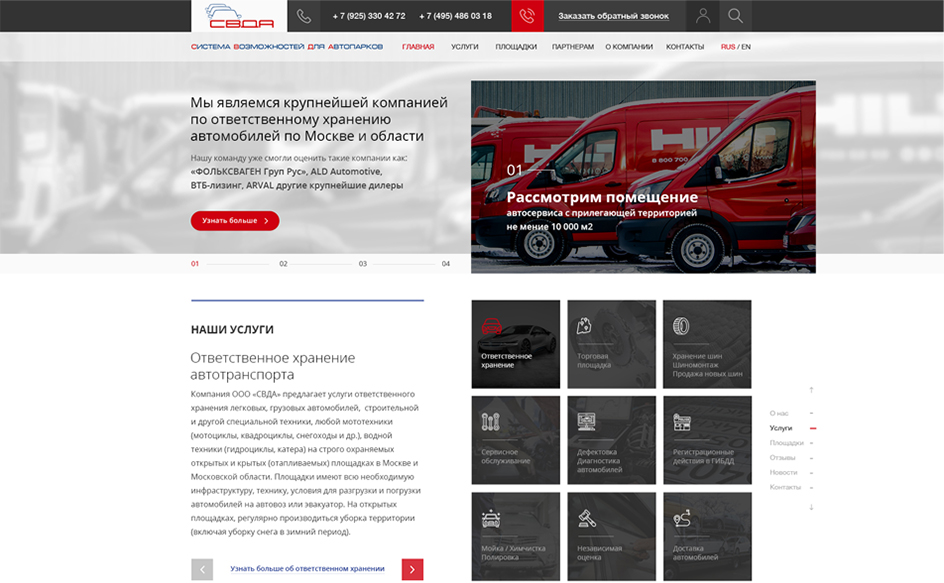 СВДА
+ 7 (925) 330 42 72
+ 7 (495) 486 03 18
Заказать обратный звонок
СИСТЕМА ВОЗМОЖНОСТЕЙ ДЛЯ АВТОПАРКОВ
ГЛАВНАЯ
УСЛУГИ
ПЛОЩАДКИ
ПАРТНЕРАМ
О КОМПАНИИ
КОНТАКТЫ
RUS / EN
Мы являемся крупнейшей компанией
по ответственному хранению
автомобилей по Москве и области
Нашу команду уже смогли оценить такие компании как:
«ФОЛЬКСВАГЕН Груп Рус», ALD Automotive,
ВТБ-лизинг, ARVAL другие крупнейшие дилеры
Узнать больше
01
02
03
04
HIL
HIL
8 800 700
01
Рассмотрим помещение
автосервиса с прилегающей территорией
не менее 10 000 м2
НАШИ УСЛУГИ
Ответственное хранение
автотранспорта
Компания ООО «СВДА» предлагает услуги ответственного
хранения легковых, грузовых автомобилей, строительной
и другой специальной техники, любой мототехники
(мотоциклы, квадроциклы, снегоходы и др.), водной
техники (гидроциклы, катера) на строго охраняемых
открытых и крытых (отапливаемых) площадках в Москве и
Московской области. Площадки имеют всю необходимую
инфраструктуру, технику, условия для разгрузки и погрузки
автомобилей на автовоз или эвакуатор. На открытых
площадках, регулярно производиться уборка территории
(включая уборку снега в зимний период).
Узнать больше об ответственном хранении
Ответственное
хранение
Торговая
площадка
Хранение шин
Шиномонтаж
Продажа новых шин
Сервисное
обслуживание
Дефектовка
Диагностика
автомобилей
Регистрационные
действия в ГИБДД
Мойка / Химчистка
Полировка
Независимая
оценка
Доставка
автомобилей
О нас
Услуги
Площадки
Отзывы
Новости
Контакты